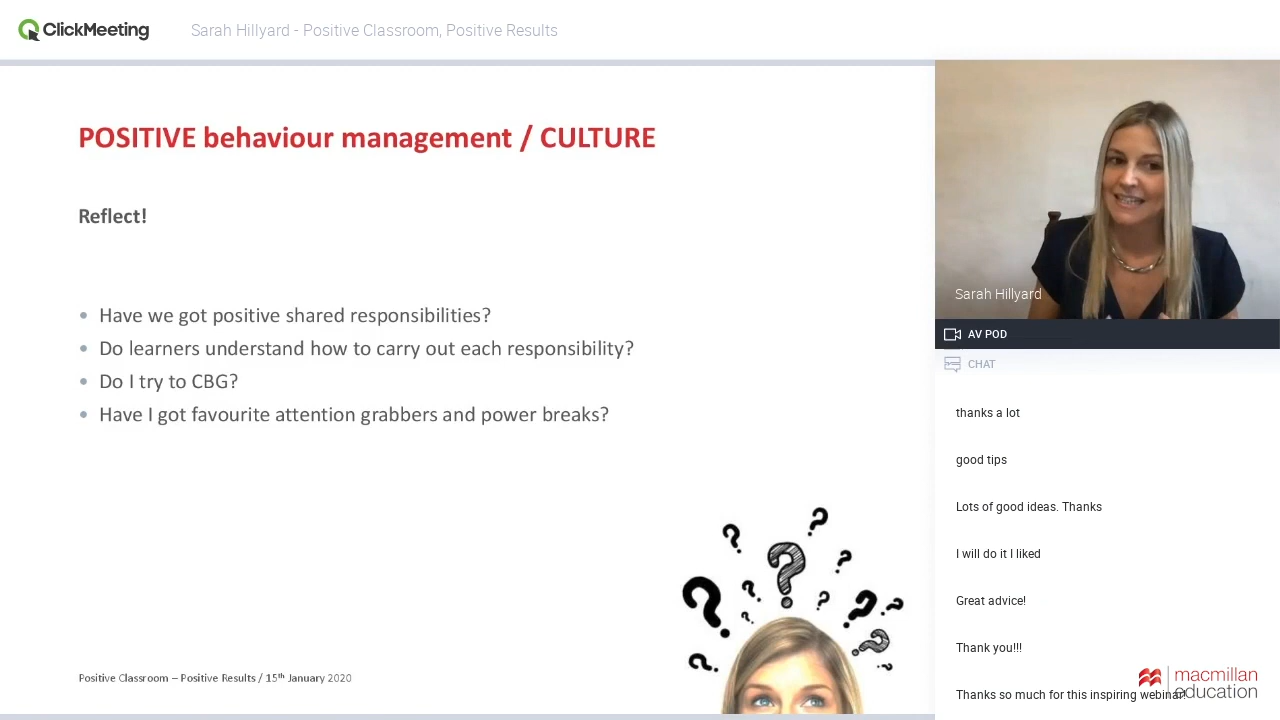 ClickMeeting
Sarah Hillyard - Positive Classroom, Positive Results
POSITIVE behaviour management / CULTURE
Reflect!
• Have we got positive shared responsibilities?
• Do learners understand how to carry out each responsibility?
• Do I try to CBG?
• Have I got favourite attention grabbers and power breaks?
Positive Classroom – Positive Results / 15th January 2020
Sarah Hillyard
AV POD
CHAT
thanks a lot
good tips
Lots of good ideas. Thanks
I will do it I liked
Great advice!
Thank you!!!
Thanks so much for this inspiring webinar!
macmillan
education